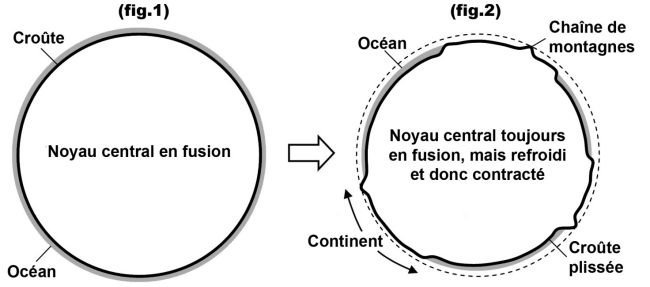 (fig.1)
Croûte
Noyau central en fusion
Océan
(fig.2)
Océan
Chaîne de
montagnes
Noyau central toujours
en fusion, mais refroidi
et donc contracté
Continent
Croûte
plissée